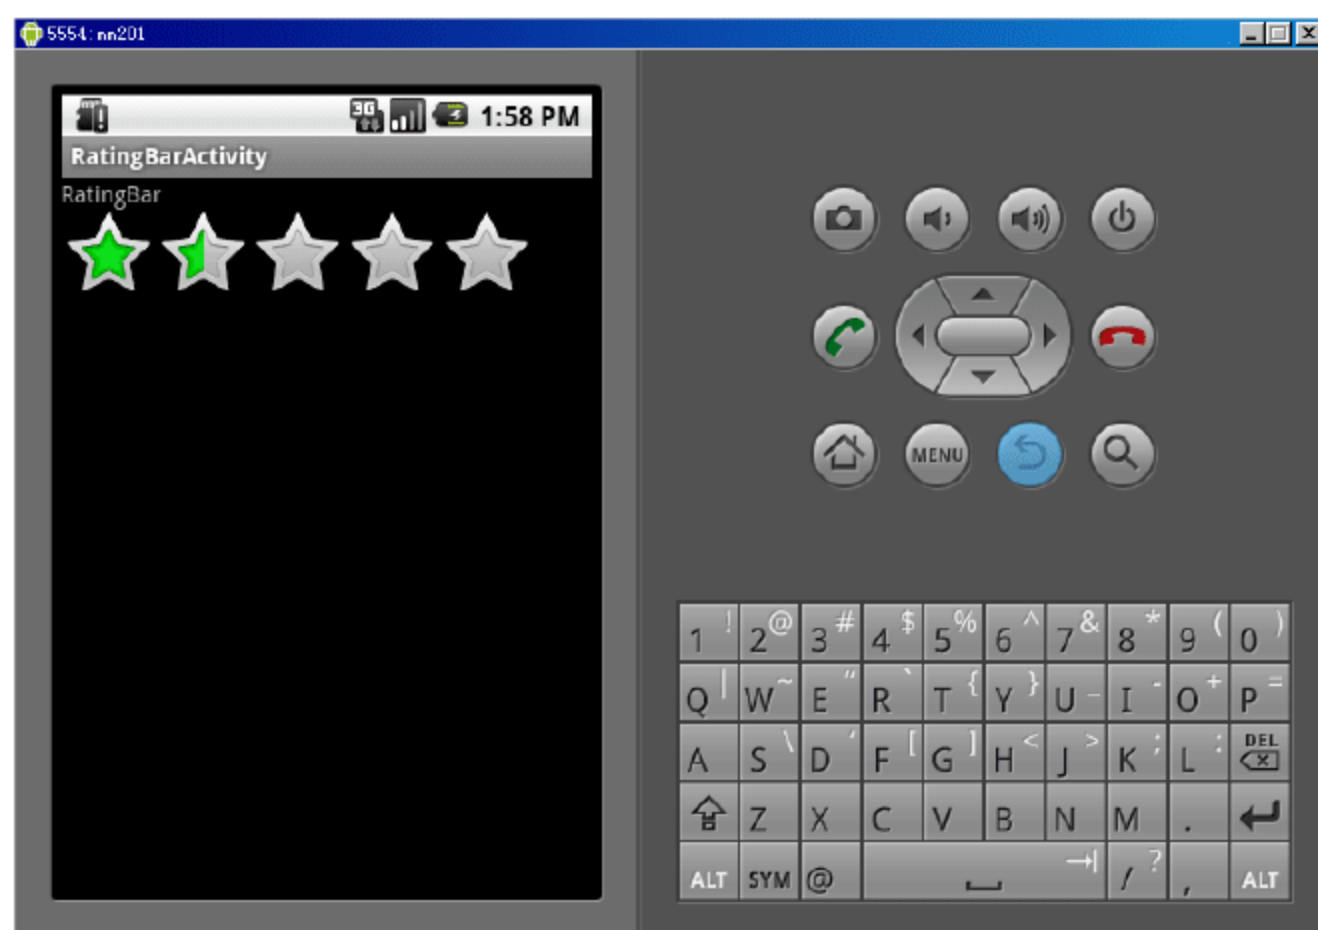 5554:nn201
3G 1:58 PM
RatingBarActivity
RatingBar
MENU
1 ! 2 @ 3 # 4 $ 5 % 6 ^ 7 & 8 * 9 ( 0 )
Q | W ~ E " R ` T { Y } U _ I - O + P =
A S \ D ' F [ G ] H < J > K ; L : DEL
Z X C V B N M .
ALT SYM @ / ? , ALT